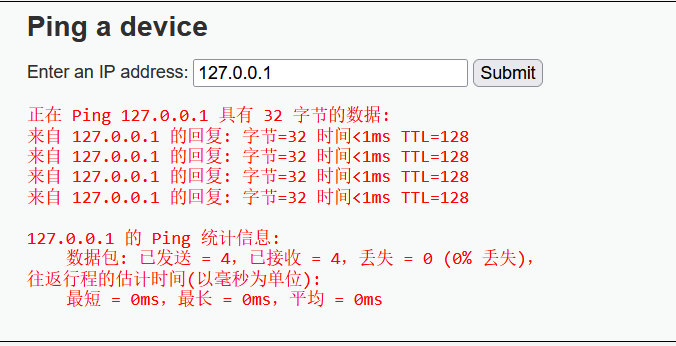 Ping a device
Enter an IP address: 127.0.0.1 Submit
正在 Ping 127.0.0.1 具有 32 字节的数据:
来自 127.0.0.1 的回复: 字节=32 时间<1ms TTL=128
来自 127.0.0.1 的回复: 字节=32 时间<1ms TTL=128
来自 127.0.0.1 的回复: 字节=32 时间<1ms TTL=128
来自 127.0.0.1 的回复: 字节=32 时间<1ms TTL=128
127.0.0.1 的 Ping 统计信息:
数据包: 已发送 = 4，已接收 = 4，丢失 = 0 (0% 丢失)，
往返行程的估计时间(以毫秒为单位):
最短 = 0ms，最长 = 0ms，平均 = 0ms